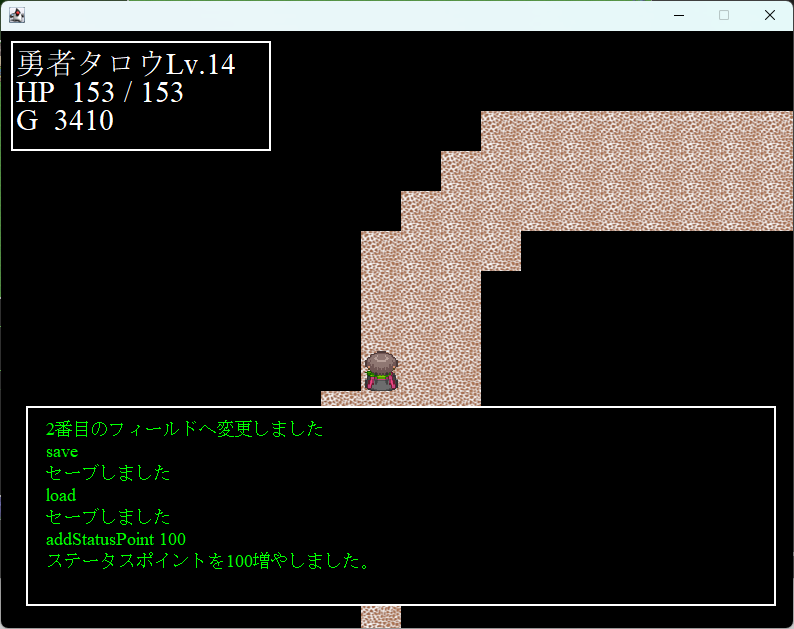 勇者タロウLv.14
HP 153 / 153
G 3410
2番目のフィールドへ変更しました
save
セーブしました
load
セーブしました
addStatusPoint 100
ステータスポイントを100増やしました。